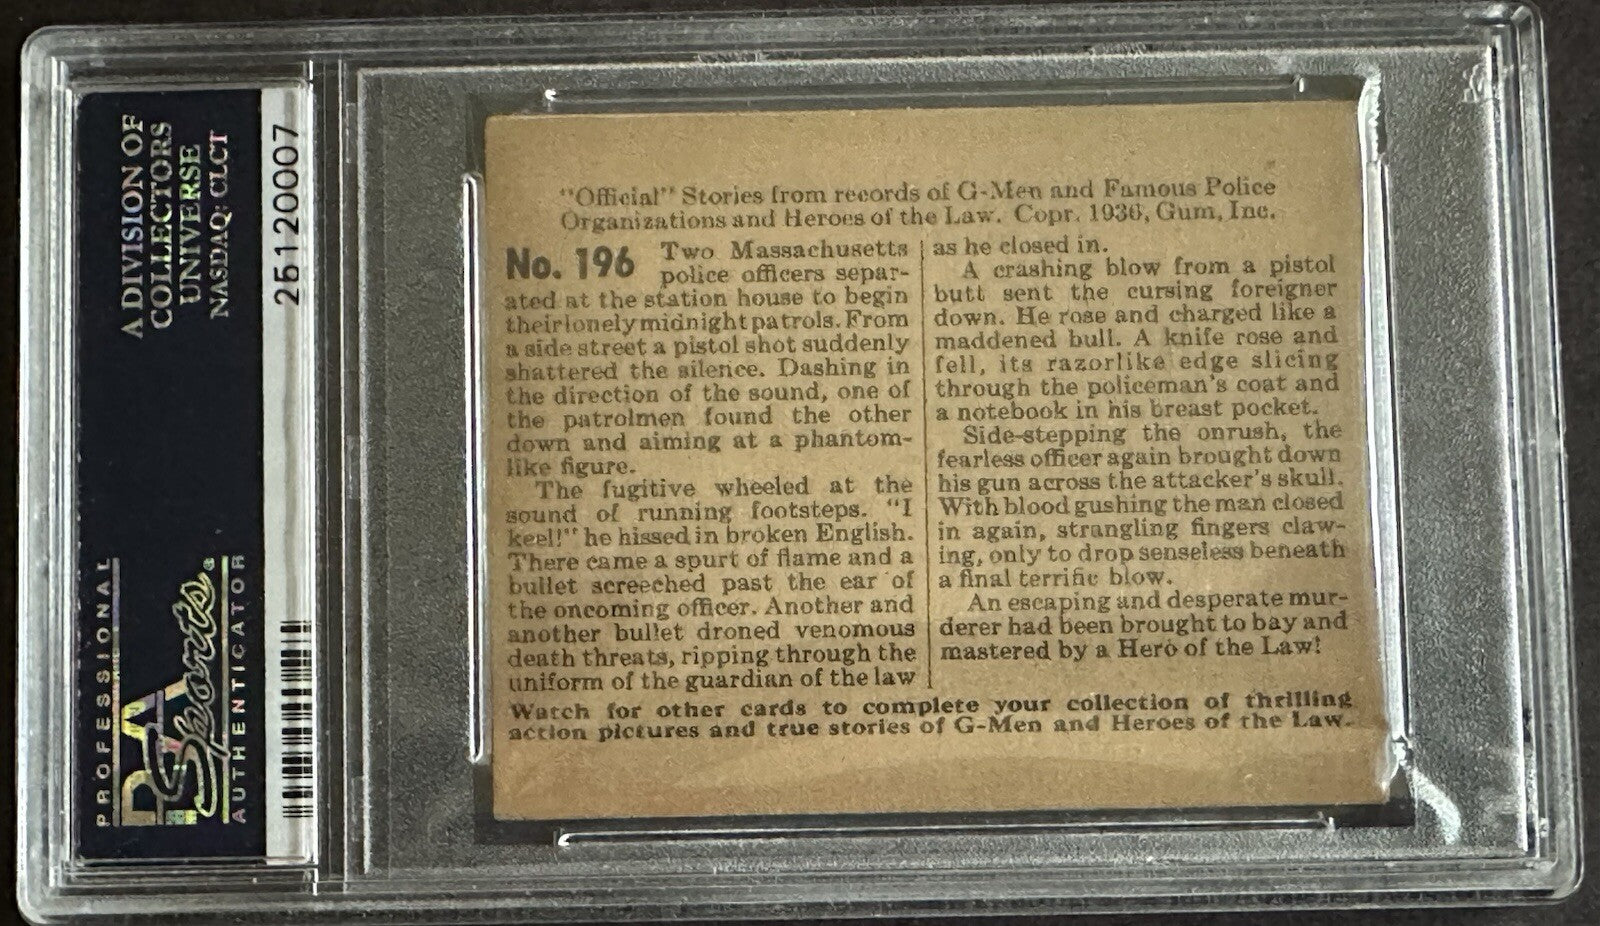 A DIVISION OF
COLLECTORS
UNIVERSE
NASDAQ: CLCT
PROFESSIONAL
PSA
Sports
AUTHENTICATOR
25120007
"Official" Stories from records of G-Men and Famous Police
Organizations and Heroes of the Law. Copr. 1936, Gum, Inc.
No. 196 Two Massachusetts
police officers separ-
ated at the station house to begin
their lonely midnight patrols. From
a side street a pistol shot suddenly
shattered the silence. Dashing in
the direction of the sound, one of
the patrolmen found the other
down and aiming at a phantom-
like figure.
The fugitive wheeled at the
sound of running footsteps. "I
keel!" he hissed in broken English.
There came a spurt of flame and a
bullet screeched past the ear of
the oncoming officer. Another and
another bullet droned venomous
death threats, ripping through the
uniform of the guardian of the law
as he closed in.
A crashing blow from a pistol
butt sent the cursing foreigner
down. He rose and charged like a
maddened bull. A knife rose and
fell, its razorlike edge slicing
through the policeman's coat and
a notebook in his breast pocket.
Side-stepping the onrush, the
fearless officer again brought down
his gun across the attacker's skull.
With blood gushing the man closed
in again, strangling fingers claw-
ing, only to drop senseless beneath
a final terrific blow.
An escaping and desperate mur-
derer had been brought to bay and
mastered by a Hero of the Law!
Watch for other cards to complete your collection of thrilling
action pictures and true stories of G-Men and Heroes of the Law.